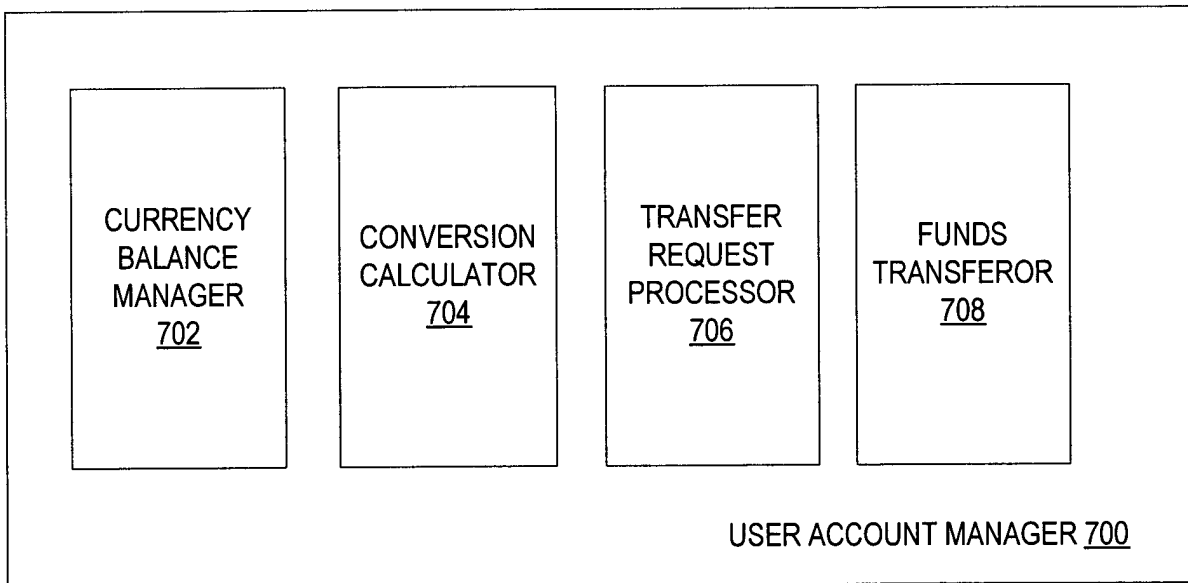 CURRENCY
BALANCE
MANAGER
702
CONVERSION
CALCULATOR
704
TRANSFER
REQUEST
PROCESSOR
706
FUNDS
TRANSFEROR
708
USER ACCOUNT MANAGER 700